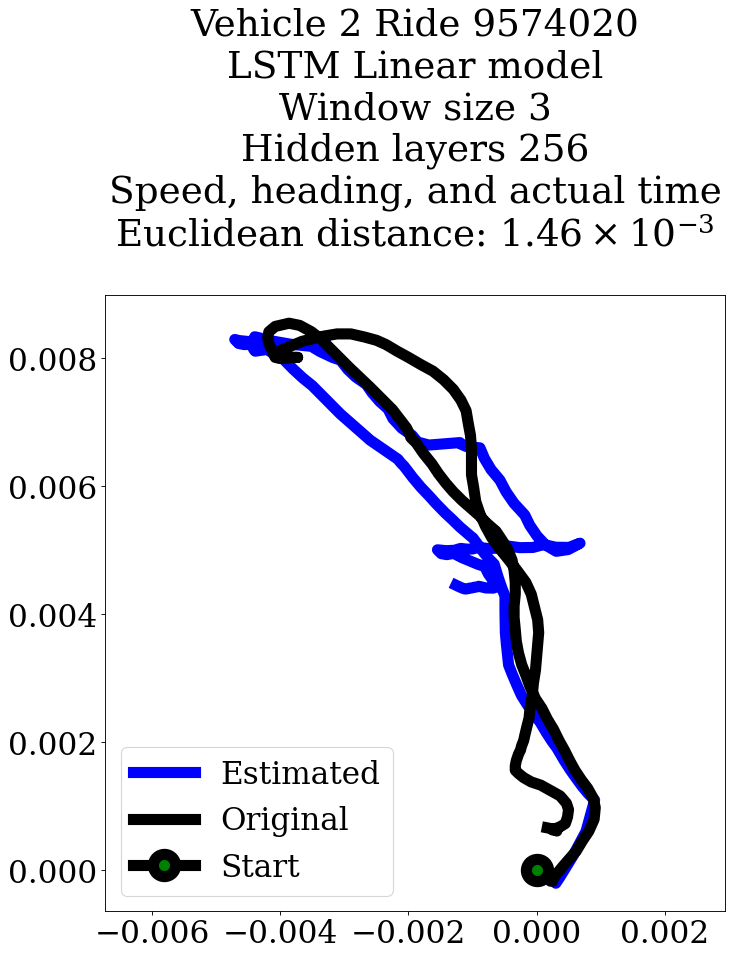 Vehicle 2 Ride 9574020
LSTM Linear model
Window size 3
Hidden layers 256
Speed, heading, and actual time
Euclidean distance: 1.46 × 10⁻³
0.008
0.006
0.004
0.002
0.000
Estimated
Original
Start
−0.006 −0.004 −0.002 0.000 0.002